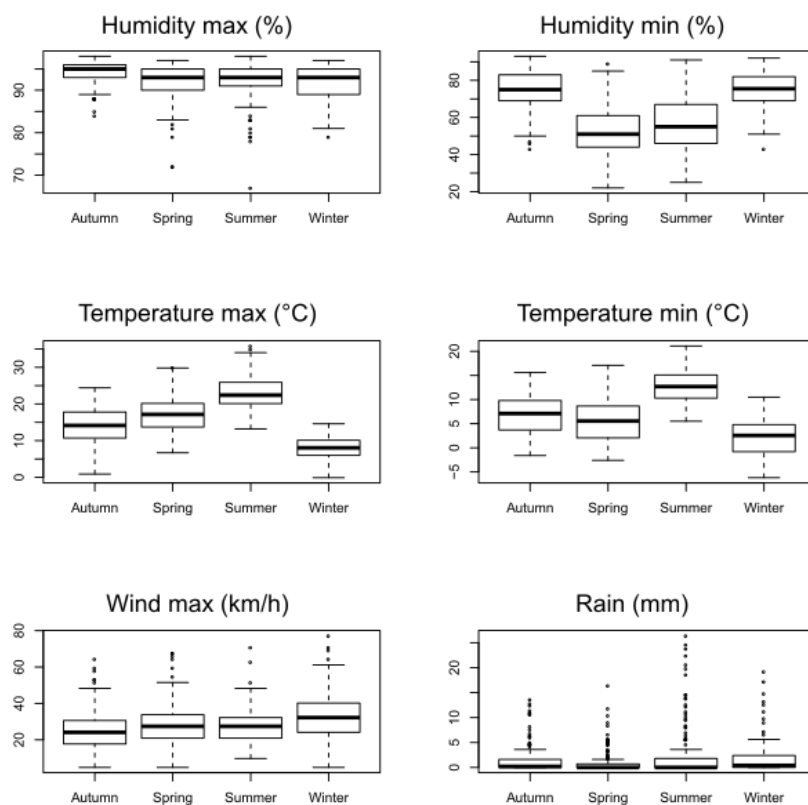 Humidity max (%)
70
80
90
Autumn Spring Summer Winter
Humidity min (%)
20
40
60
80
Autumn Spring Summer Winter
Temperature max (°C)
0
10
20
30
Autumn Spring Summer Winter
Temperature min (°C)
−5
0
5
10
15
20
Autumn Spring Summer Winter
Wind max (km/h)
20
40
60
80
Autumn Spring Summer Winter
Rain (mm)
0
5
10
20
Autumn Spring Summer Winter